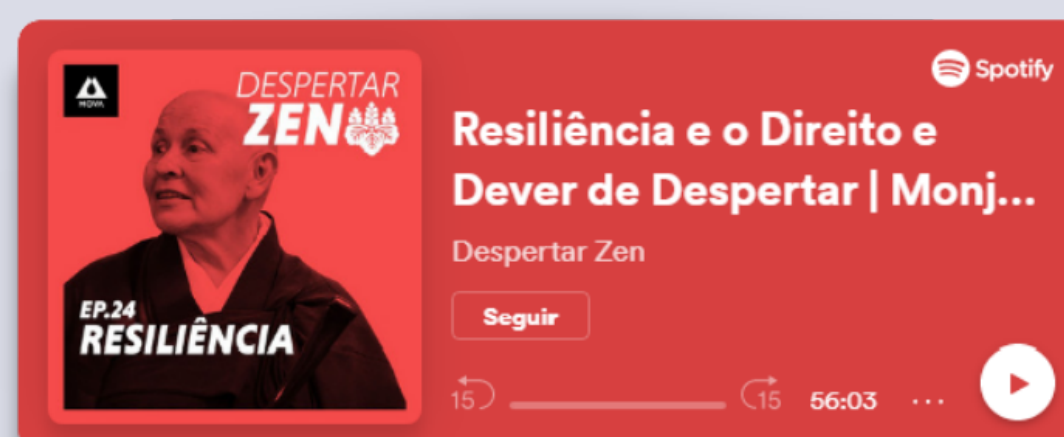 MOVA
DESPERTAR
ZEN
EP.24
RESILIÊNCIA
Spotify
Resiliência e o Direito e
Dever de Despertar | Monj...
Despertar Zen
Seguir
15
15
56:03
...